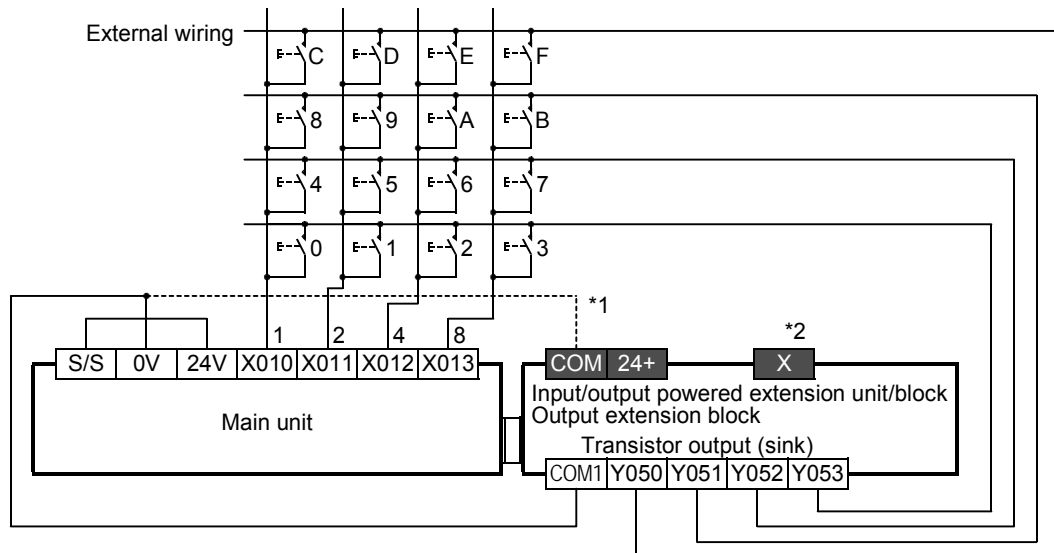 External wiring
C D E F
8 9 A B
4 5 6 7
0 1 2 3
*1
1 2 4 8 *2
S/S 0V 24V X010 X011 X012 X013 COM 24+ X
Input/output powered extension unit/block
Main unit Output extension block
Transistor output (sink)
COM1 Y050 Y051 Y052 Y053